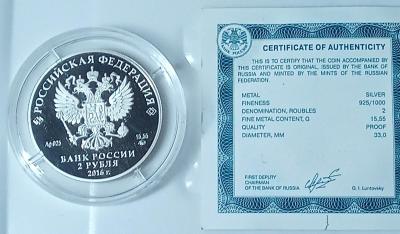 РОССИЙСКАЯ ФЕДЕРАЦИЯ
Ag 925
15,55
БАНК РОССИИ
2 РУБЛЯ
2016 г.
CERTIFICATE OF AUTHENTICITY
THIS IS TO CERTIFY THAT THE COIN ACCOMPANIED BY
THIS CERTIFICATE IS ORIGINAL, ISSUED BY THE BANK OF
RUSSIA AND MINTED BY THE MINTS OF THE RUSSIAN
FEDERATION.
METAL SILVER
FINENESS 925/1000
DENOMINATION, ROUBLES 2
FINE METAL CONTENT, G 15,55
QUALITY PROOF
DIAMETER, MM 33,0
FIRST DEPUTY
CHAIRMAN
OF THE BANK OF RUSSIA G. I. Luntovsky